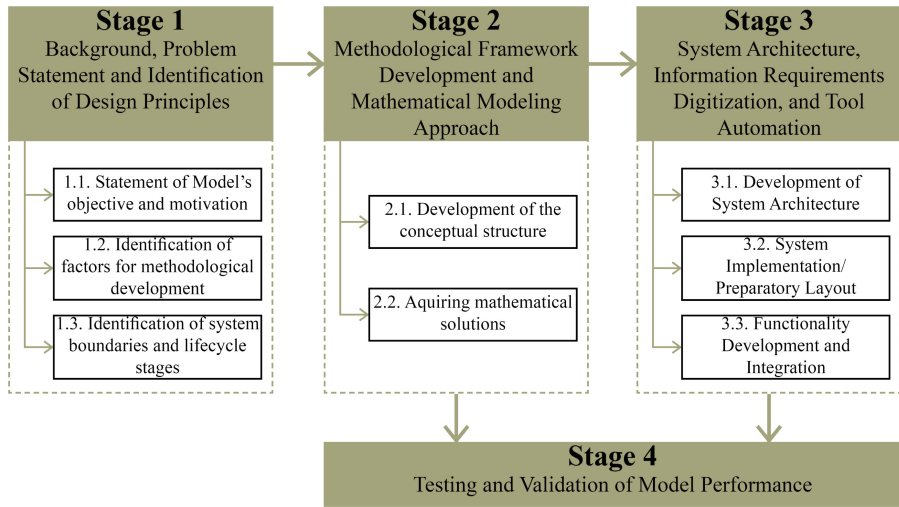 Stage 1
Background, Problem
Statement and Identification
of Design Principles
1.1. Statement of Model's
objective and motivation
1.2. Identification of
factors for methodological
development
1.3. Identification of system
boundaries and lifecycle
stages
Stage 2
Methodological Framework
Development and
Mathematical Modeling
Approach
2.1. Development of the
conceptual structure
2.2. Aquiring mathematical
solutions
Stage 3
System Architecture,
Information Requirements
Digitization, and Tool
Automation
3.1. Development of
System Architecture
3.2. System
Implementation/
Preparatory Layout
3.3. Functionality
Development and
Integration
Stage 4
Testing and Validation of Model Performance